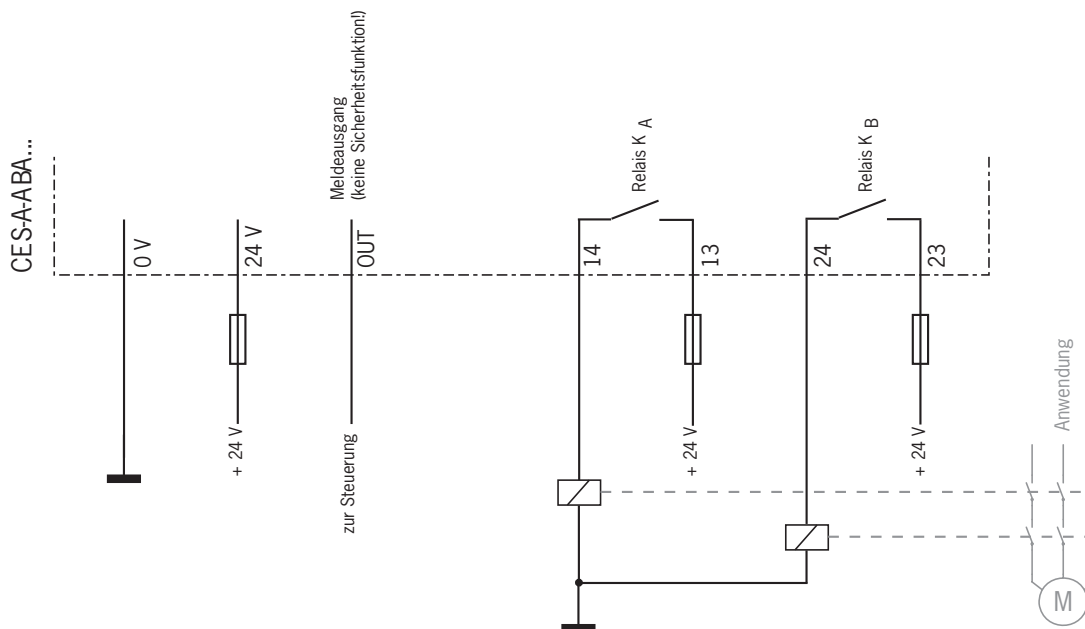 CES-A-ABA...
0 V
24 V
OUT
Meldeausgang
(keine Sicherheitsfunktion!)
14
13
24
23
Relais K A
Relais K B
+ 24 V
zur Steuerung
+ 24 V
+ 24 V
Anwendung
M